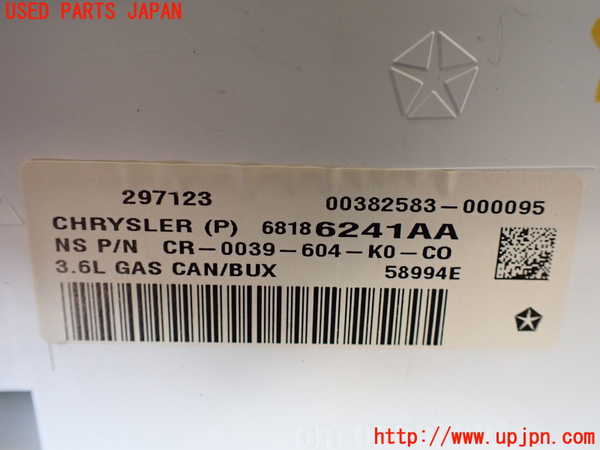 USED PARTS JAPAN
297123 00382583-000095
CHRYSLER (P) 68186241AA
NS P/N CR-0039-604-K0-CO
3.6L GAS CAN/BUX 58994E
http://www.upjpn.com/